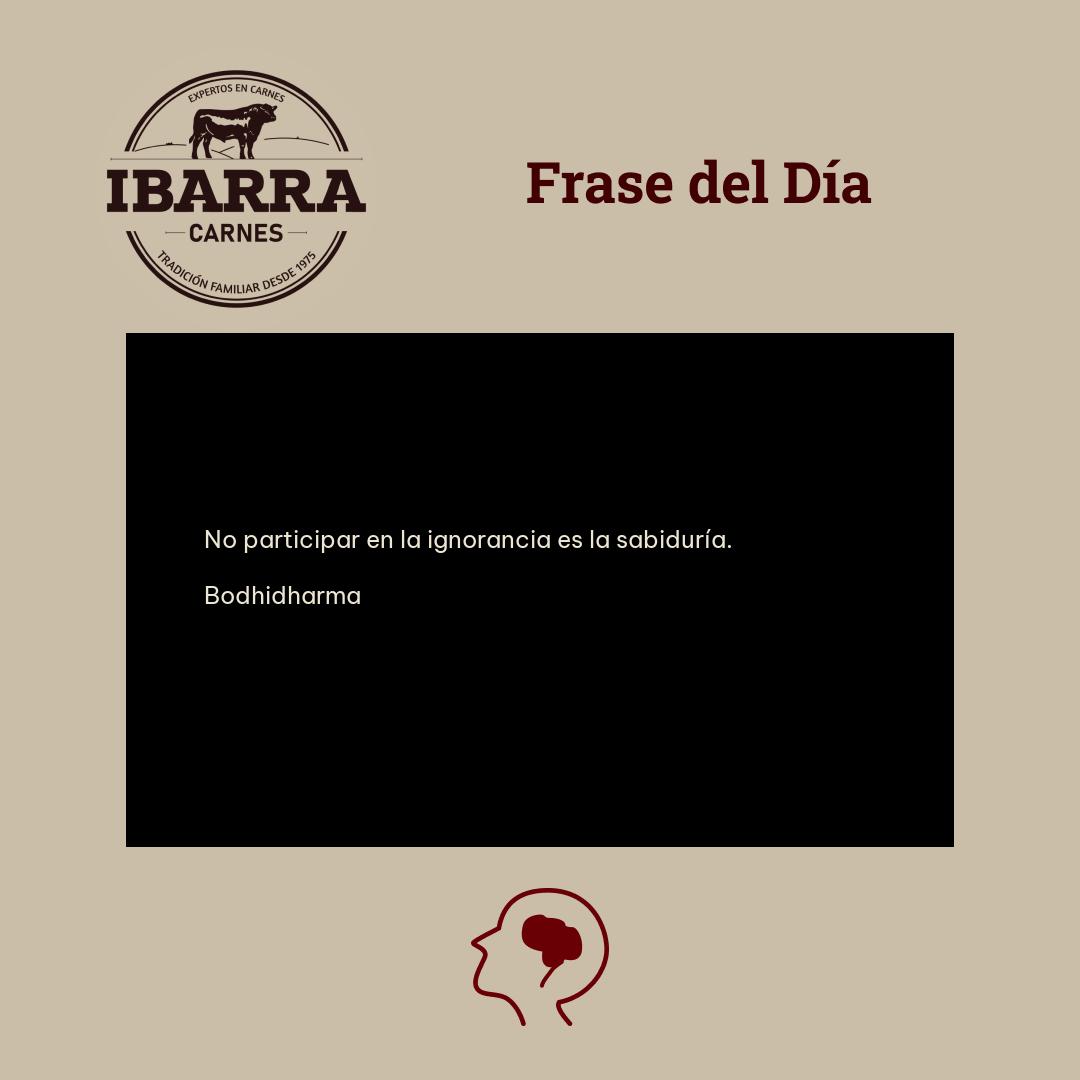 EXPERTOS EN CARNES
IBARRA
CARNES
TRADICIÓN FAMILIAR DESDE 1975
Frase del Día
No participar en la ignorancia es la sabiduría.
Bodhidharma